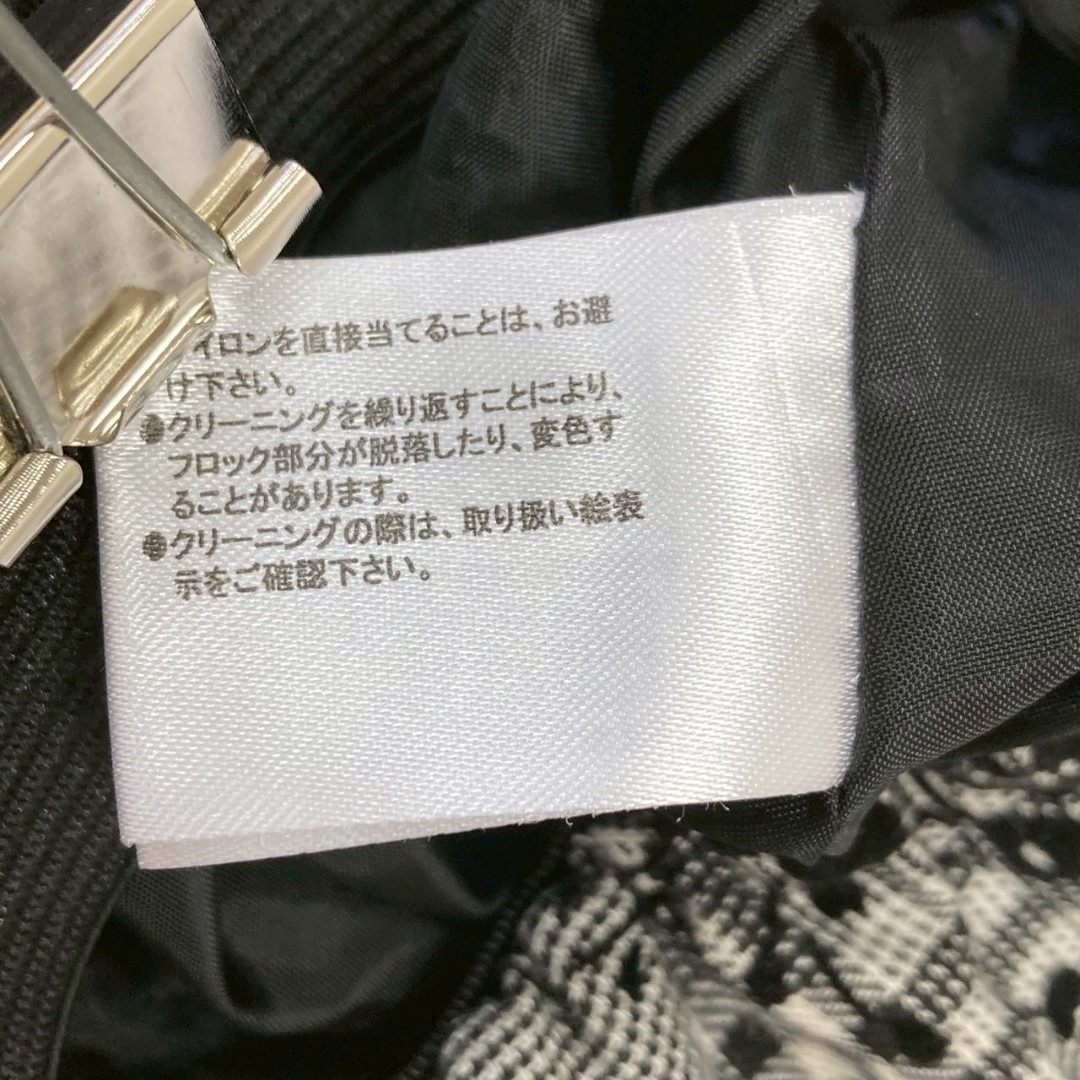 イロンを直接当てることは、お避
け下さい。
●クリーニングを繰り返すことにより、
フロック部分が脱落したり、変色す
ることがあります。
●クリーニングの際は、取り扱い絵表
示をご確認下さい。